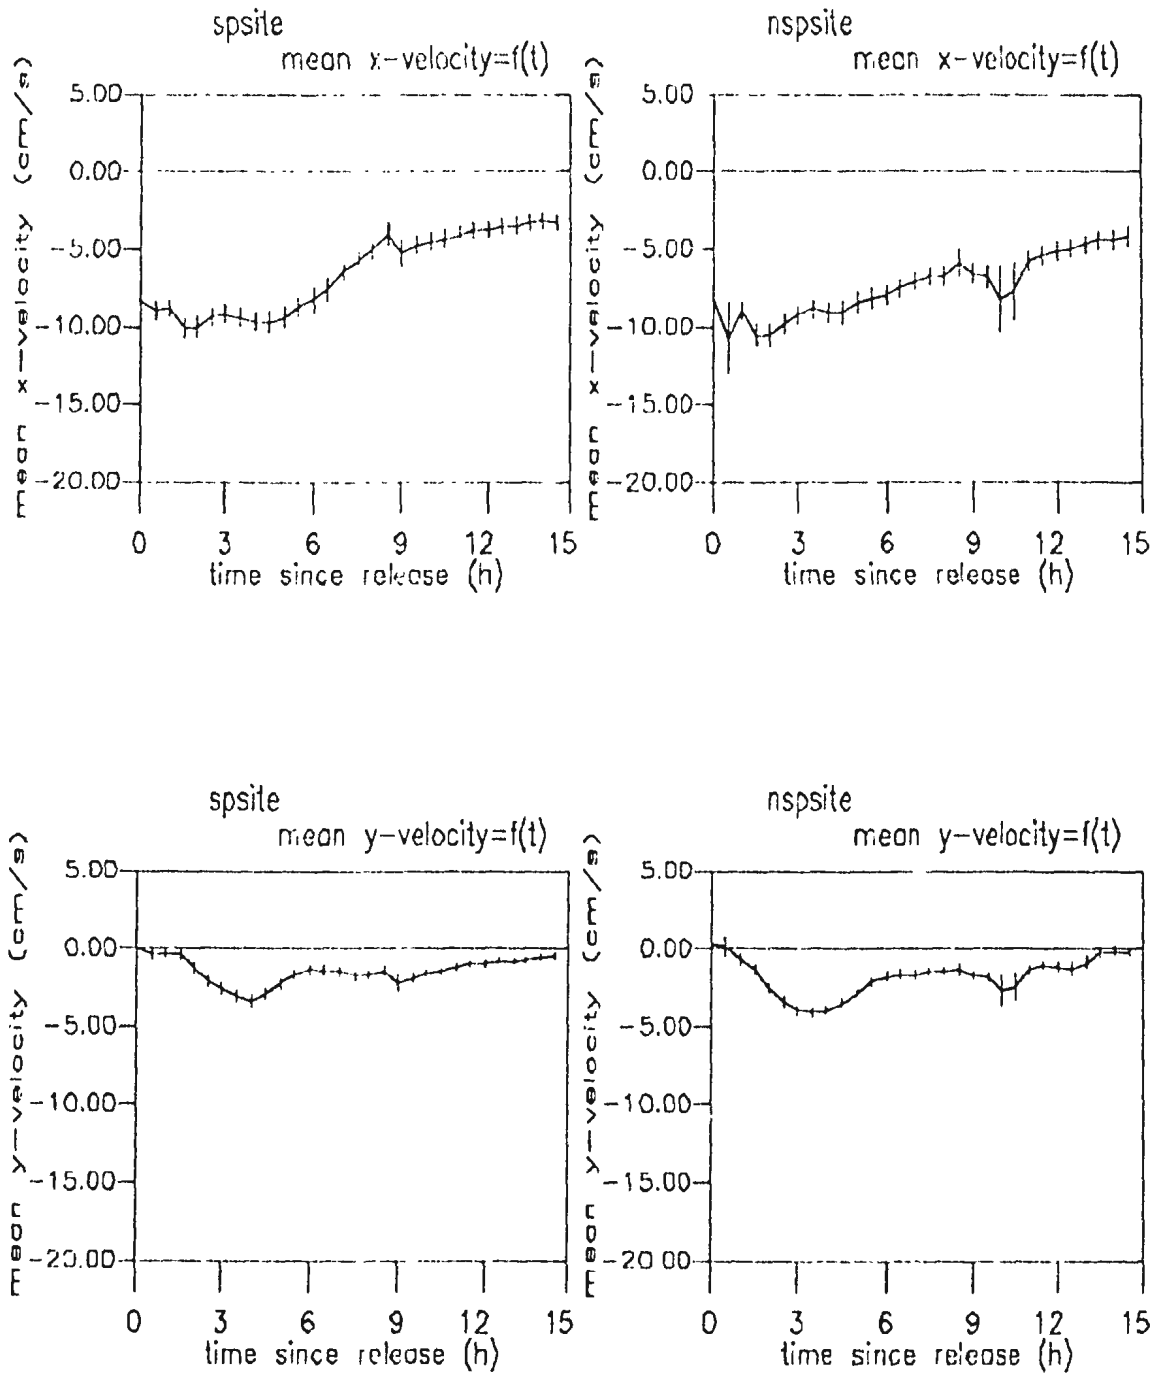 spsite
mean x-velocity=f(t)
mean x-velocity (cm/s)
5.00
0.00
-5.00
-10.00
-15.00
-20.00
0 3 6 9 12 15
time since release (h)
nspsite
mean x-velocity=f(t)
mean x-velocity (cm/s)
5.00
0.00
-5.00
-10.00
-15.00
-20.00
0 3 6 9 12 15
time since release (h)
spsite
mean y-velocity=f(t)
mean y-velocity (cm/s)
5.00
0.00
-5.00
-10.00
-15.00
-20.00
0 3 6 9 12 15
time since release (h)
nspsite
mean y-velocity=f(t)
mean y-velocity (cm/s)
5.00
0.00
-5.00
-10.00
-15.00
-20 00
0 3 6 9 12 15
time since release (h)